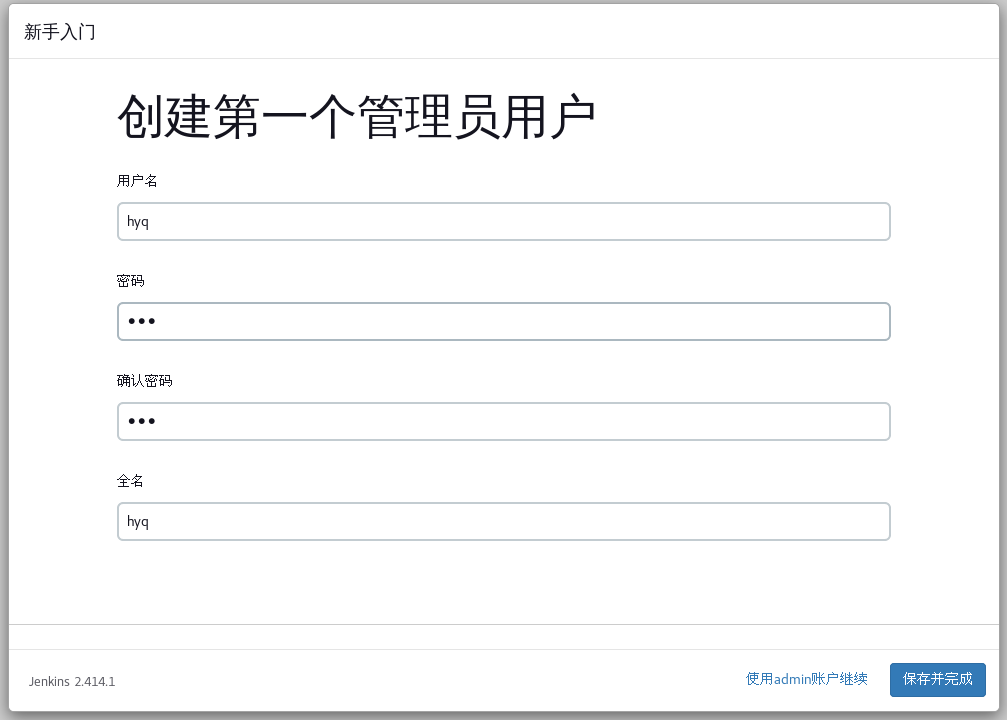 新手入门
创建第一个管理员用户
用户名
hyq
密码
•••
确认密码
•••
全名
hyq
Jenkins 2.414.1
使用admin账户继续
保存并完成